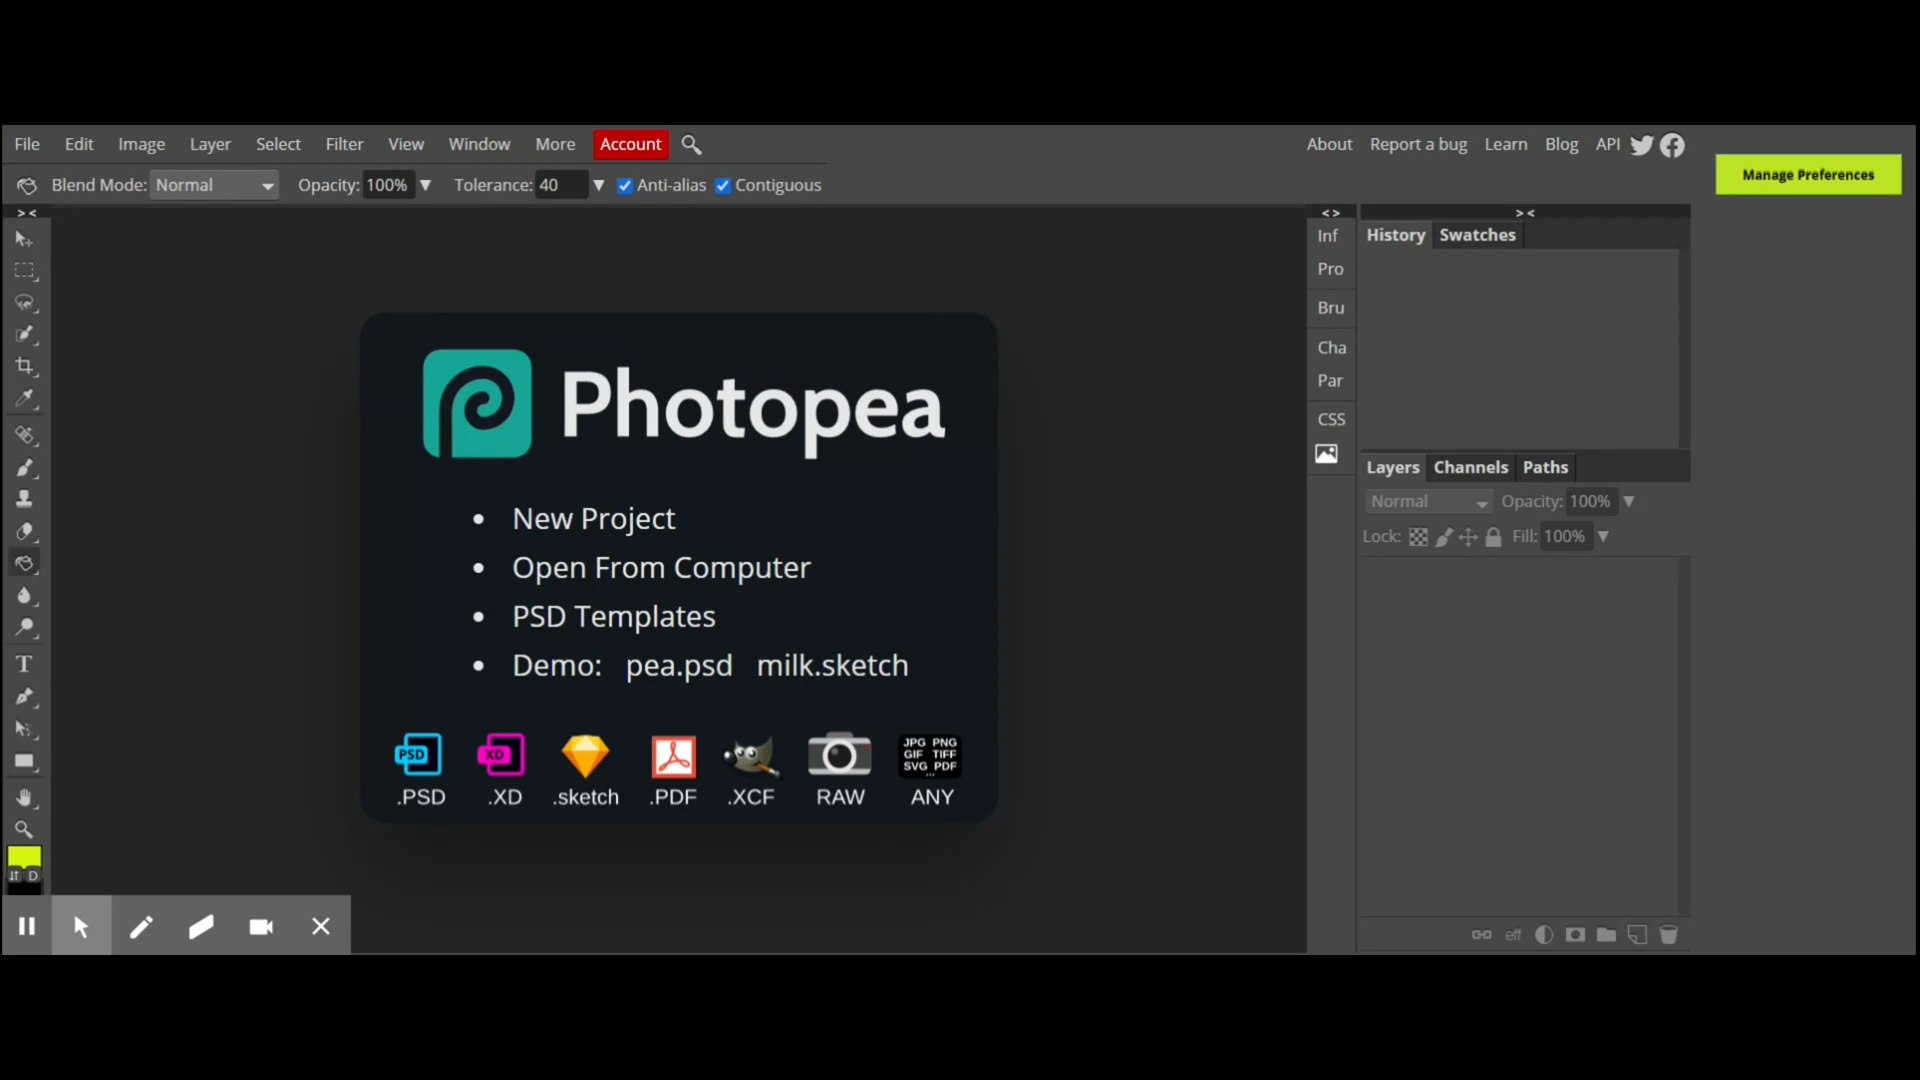 File Edit Image Layer Select Filter View Window More Account About Report a bug Learn Blog API
Manage Preferences
Blend Mode: Normal Opacity: 100% Tolerance: 40 Anti-alias Contiguous
> < < > > <
Inf
Pro
Bru
Cha
Par
CSS
History Swatches
Photopea
New Project
Open From Computer
PSD Templates
Demo: pea.psd milk.sketch
PSD XD JPG PNG
GIF TIFF
SVG PDF
...
.PSD .XD .sketch .PDF .XCF RAW ANY
Layers Channels Paths
Normal Opacity: 100%
Lock: Fill: 100%
T
D
eff